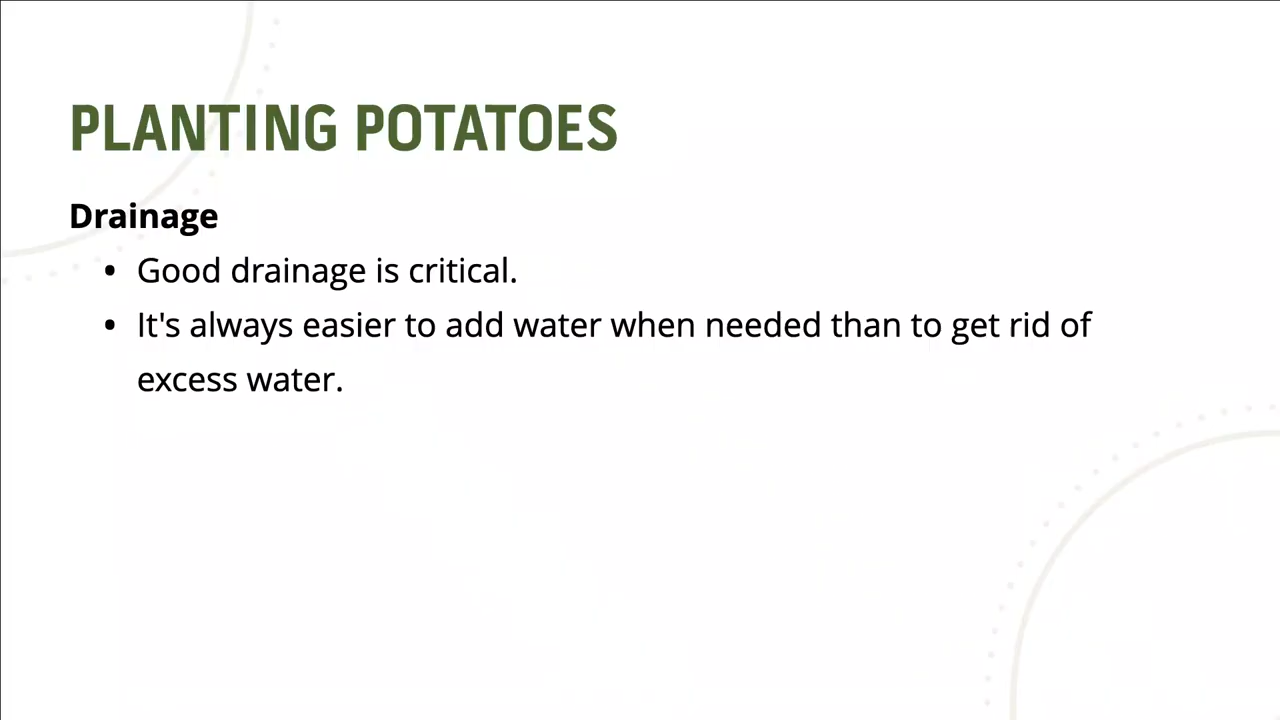 PLANTING POTATOES
Drainage
• Good drainage is critical.
• It's always easier to add water when needed than to get rid of
excess water.